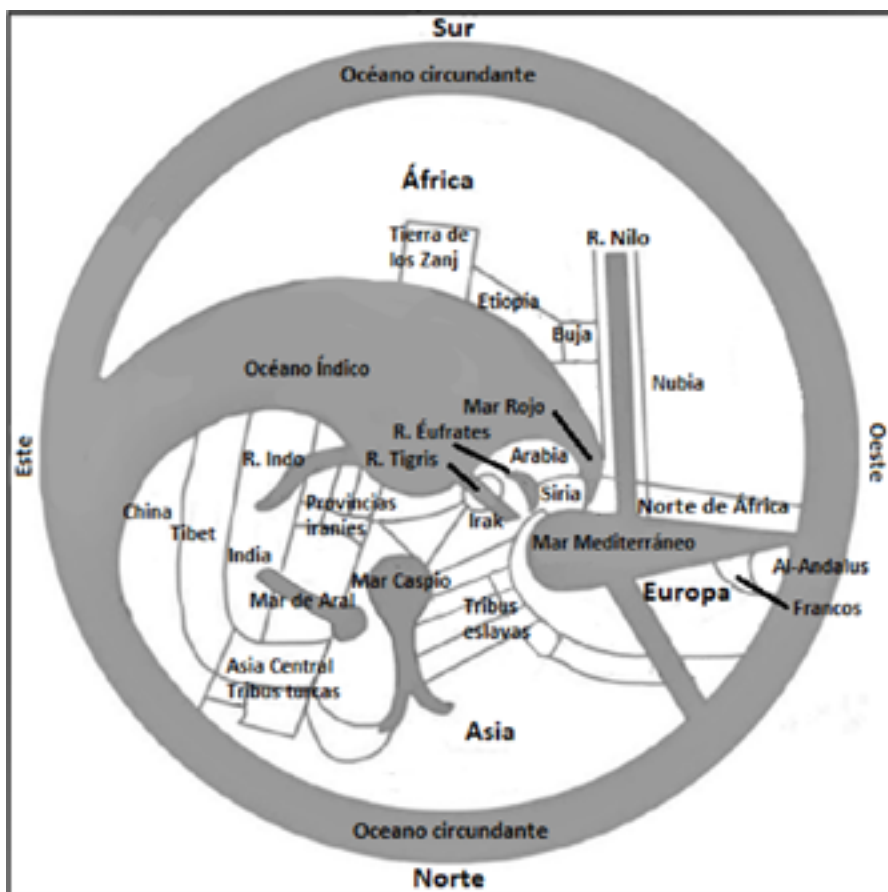 Sur
Océano circundante
África
Tierra de
los Zanj
R. Nilo
Etiopía
Buja
Océano Índico
Nubia
Mar Rojo
R. Éufrates
Este
Oeste
R. Indo
R. Tigris
Arabia
Siria
China
Provincias
iraníes
Norte de África
Tibet
Irak
India
Mar Mediterráneo
Mar Caspio
Al-Andalus
Mar de Aral
Europa
Tribus
eslavas
Francos
Asia Central
Tribus turcas
Asia
Oceano circundante
Norte